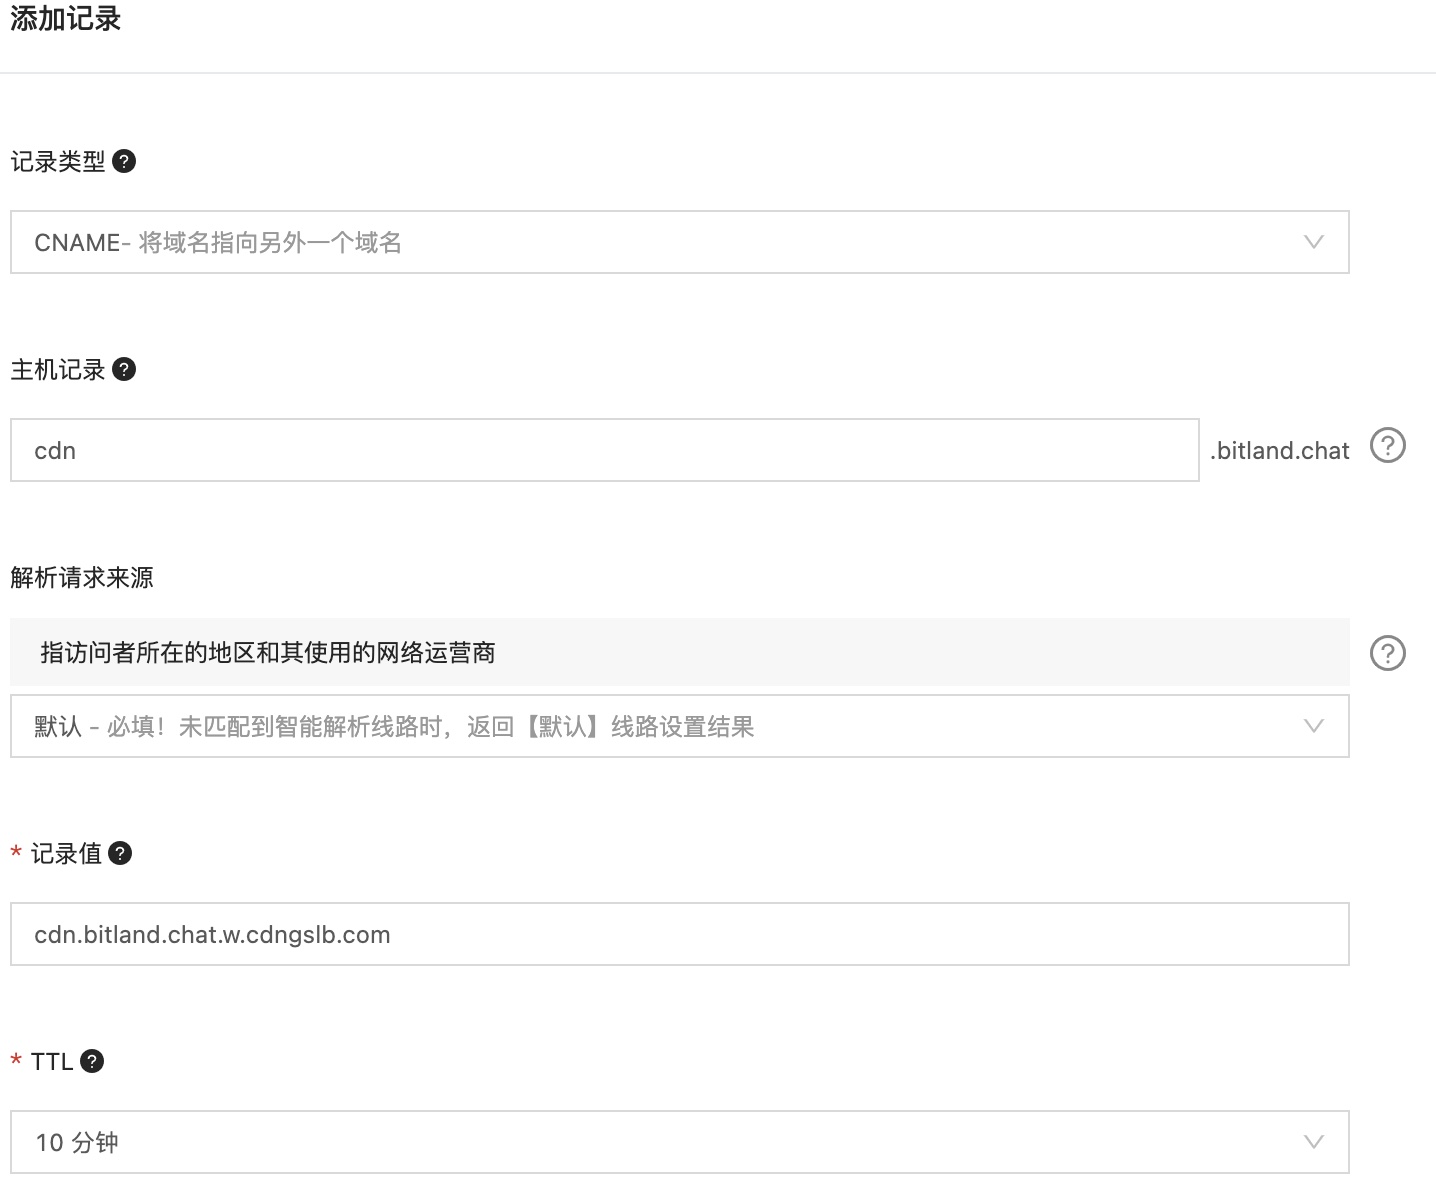 添加记录
记录类型 ?
CNAME- 将域名指向另外一个域名
主机记录 ?
cdn .bitland.chat ?
解析请求来源
指访问者所在的地区和其使用的网络运营商 ?
默认 - 必填！未匹配到智能解析线路时，返回【默认】线路设置结果
* 记录值 ?
cdn.bitland.chat.w.cdngslb.com
* TTL ?
10 分钟